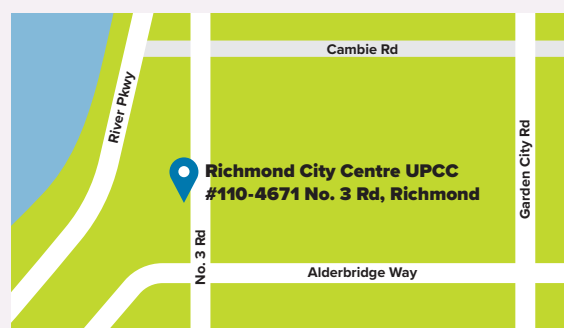 Cambie Rd
River Pkwy
Garden City Rd
Richmond City Centre UPCC
#110-4671 No. 3 Rd, Richmond
No. 3 Rd
Alderbridge Way